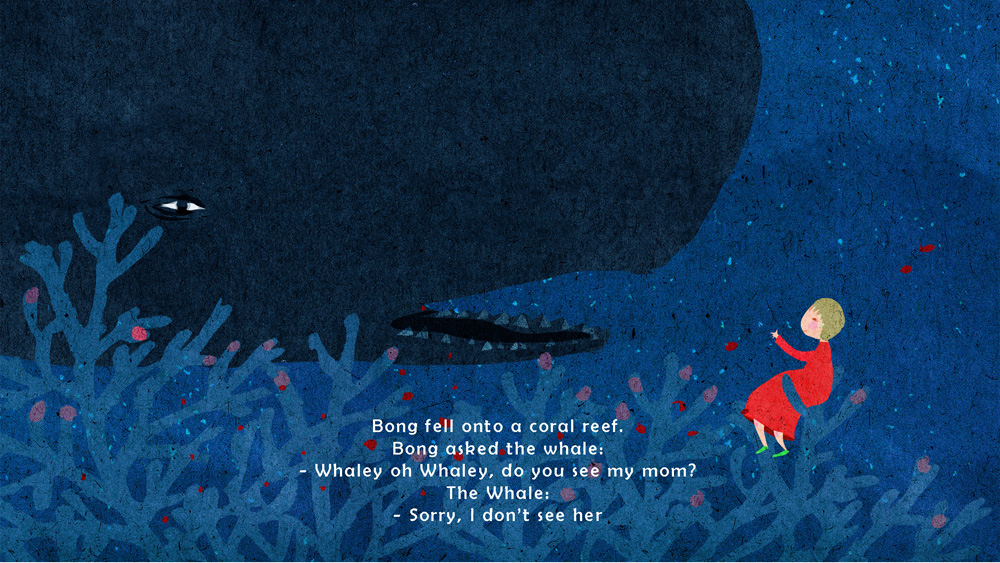 Bong fell onto a coral reef.
Bong asked the whale:
- Whaley oh Whaley, do you see my mom?
The Whale:
- Sorry, I don't see her